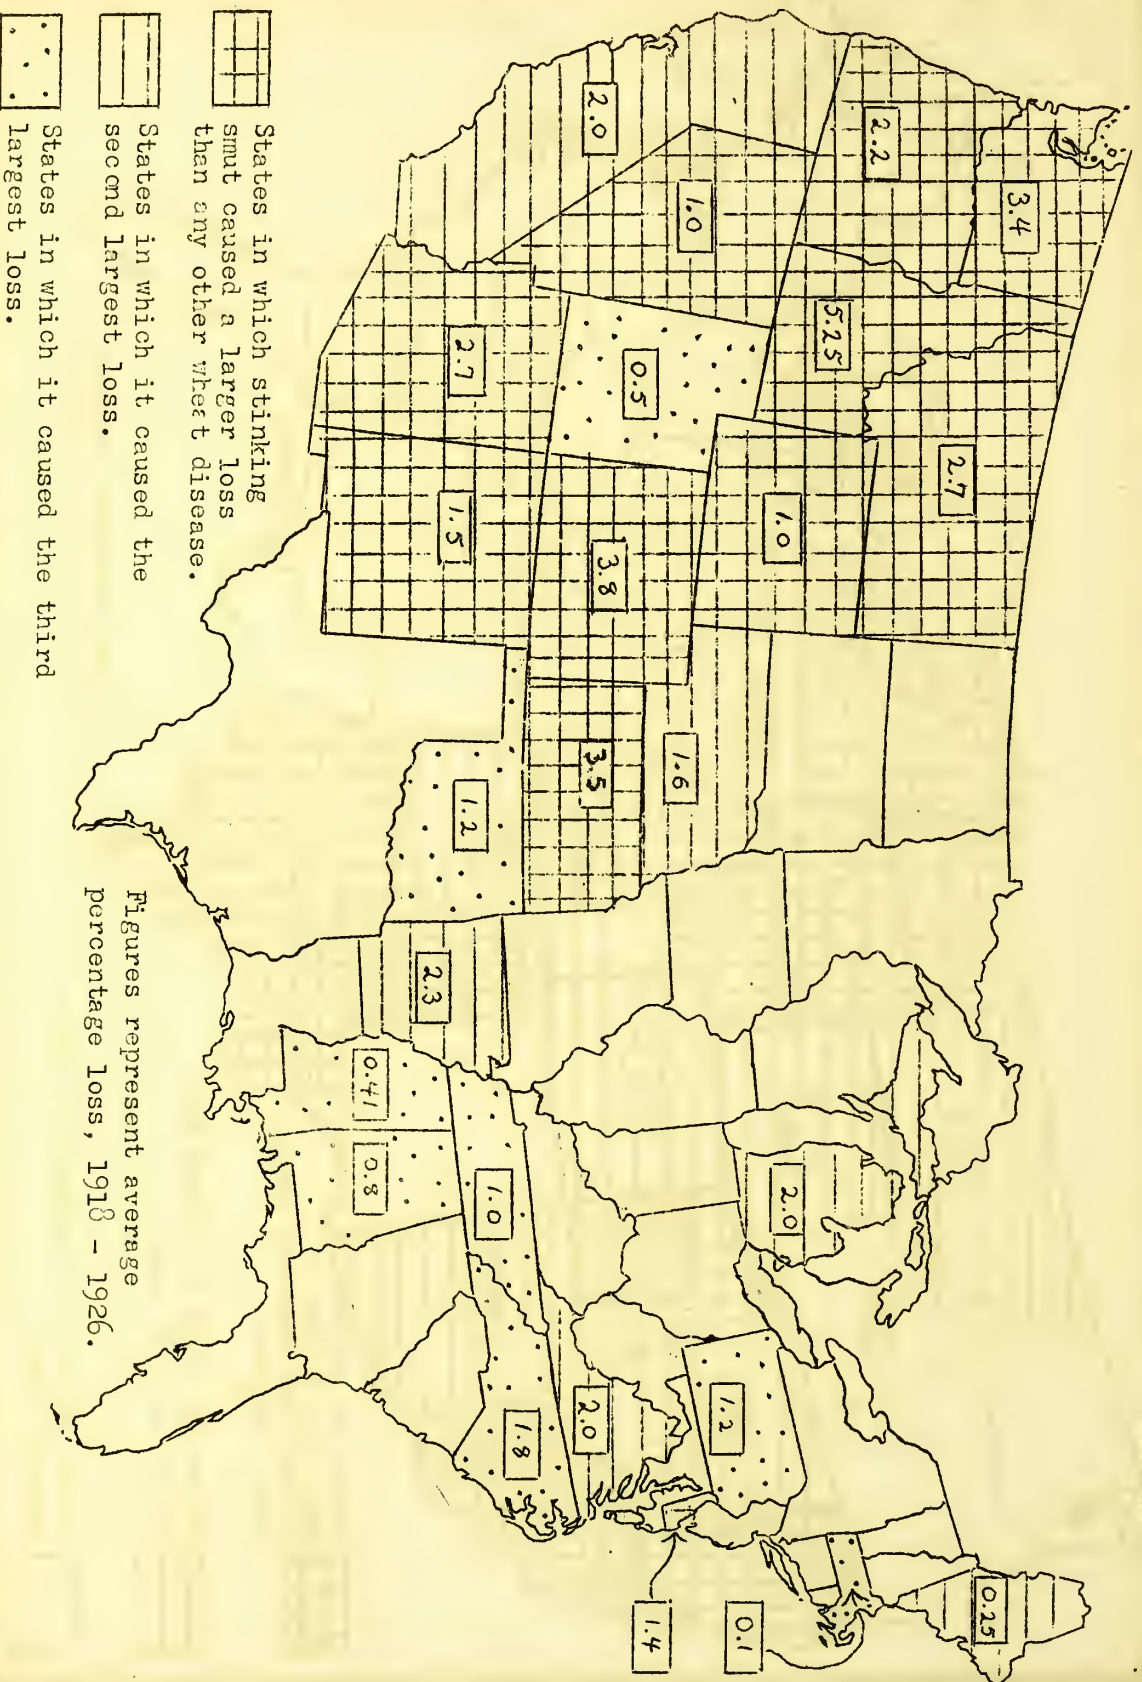 3.4
2.2
5.25
2.7
1.0
1.0
2.0
0.5
1.0
2.7
1.5
3.8
1.6
3.5
1.2
2.3
0.41
0.8
1.0
2.0
1.2
2.0
1.8
0.25
0.1
1.4
States in which stinking
smut caused a larger loss
than any other wheat disease.
States in which it caused the
second largest loss.
States in which it caused the third
largest loss.
Figures represent average
percentage loss, 1918 - 1926.